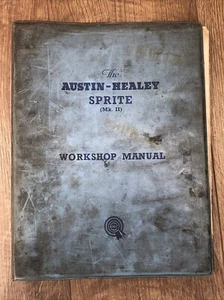 The
AUSTIN-HEALEY
SPRITE
(Mk. II)
WORKSHOP MANUAL